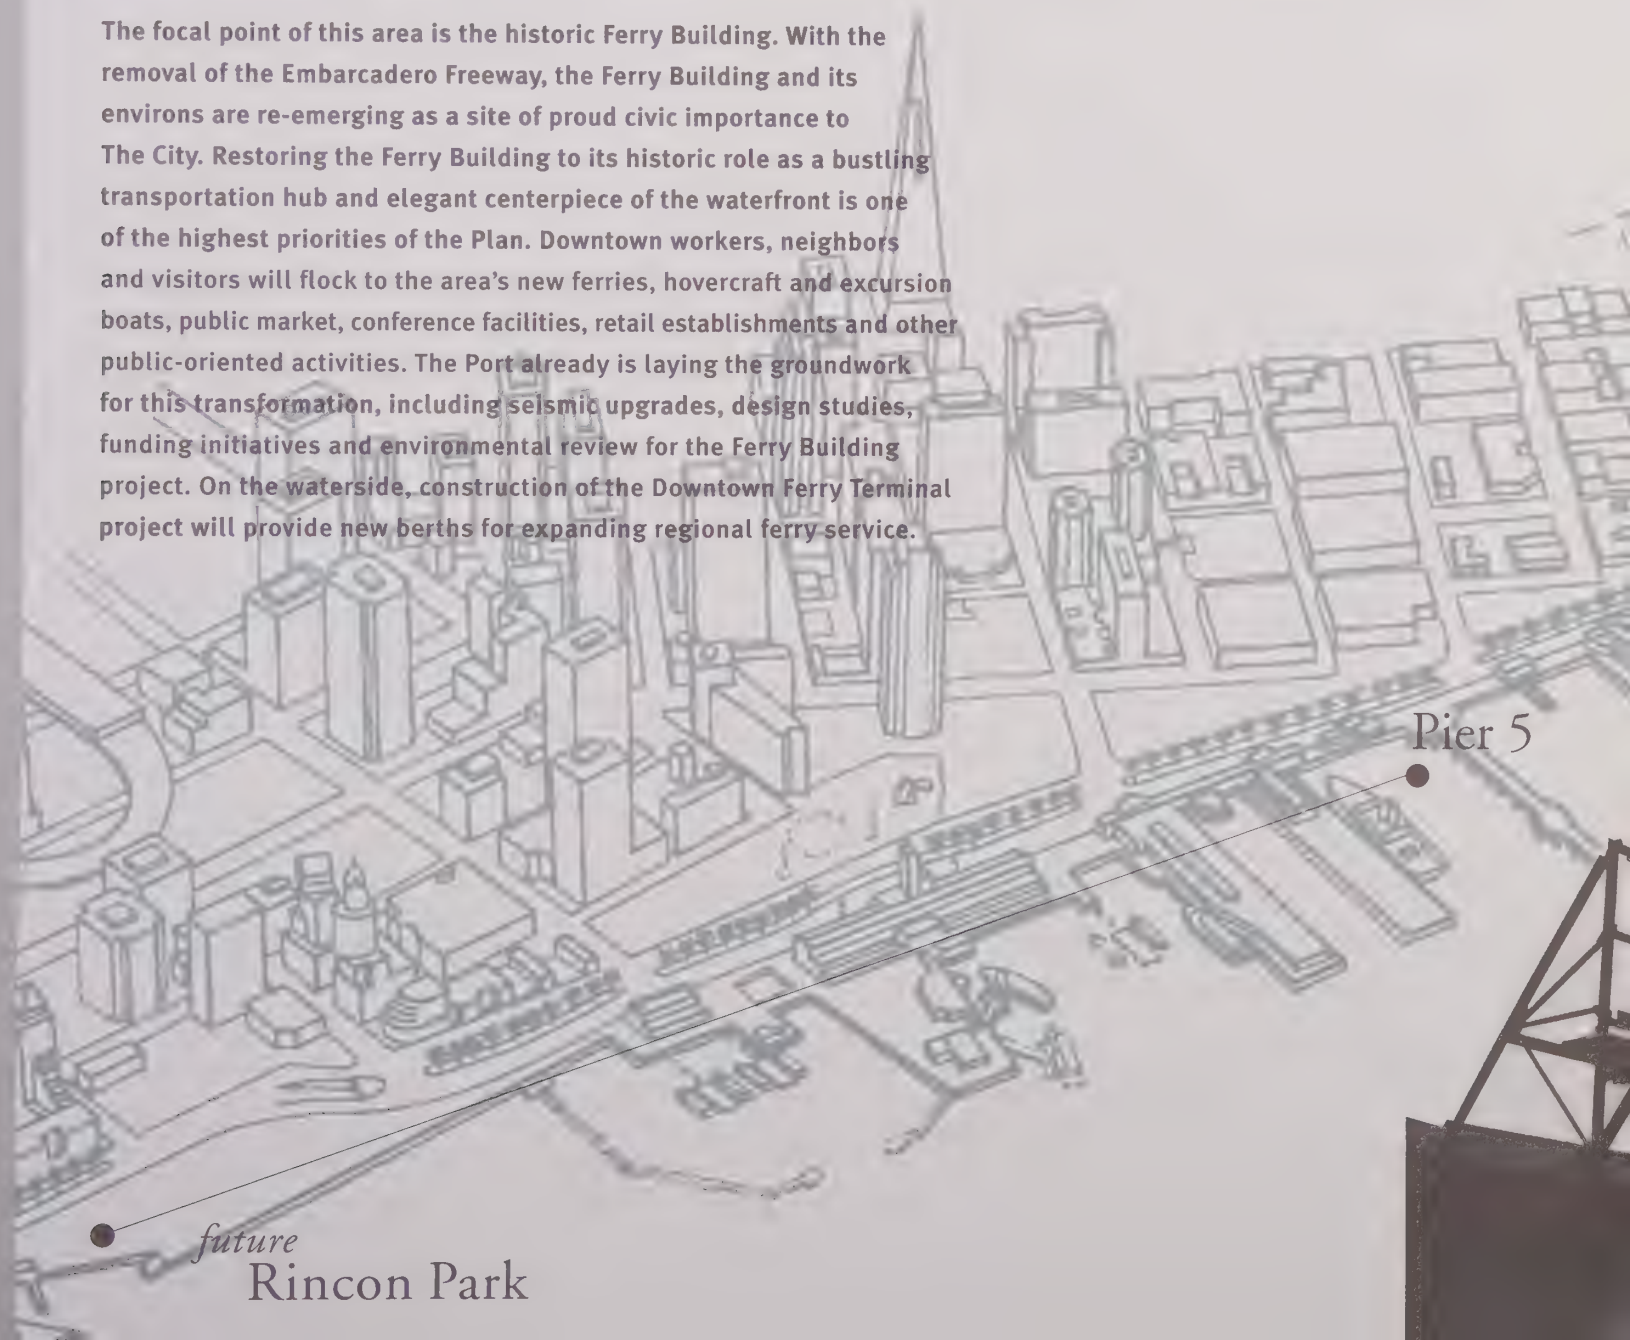 The focal point of this area is the historic Ferry Building. With the
removal of the Embarcadero Freeway, the Ferry Building and its
environs are re-emerging as a site of proud civic importance to
The City. Restoring the Ferry Building to its historic role as a bustling
transportation hub and elegant centerpiece of the waterfront is one
of the highest priorities of the Plan. Downtown workers, neighbors
and visitors will flock to the area’s new ferries, hovercraft and excursion
boats, public market, conference facilities, retail establishments and other
public-oriented activities. The Port already is laying the groundwork
for this transformation, including seismic upgrades, design studies,
funding initiatives and environmental review for the Ferry Building
project. On the waterside, construction of the Downtown Ferry Terminal
project will provide new berths for expanding regional ferry service.
Pier 5
future
Rincon Park